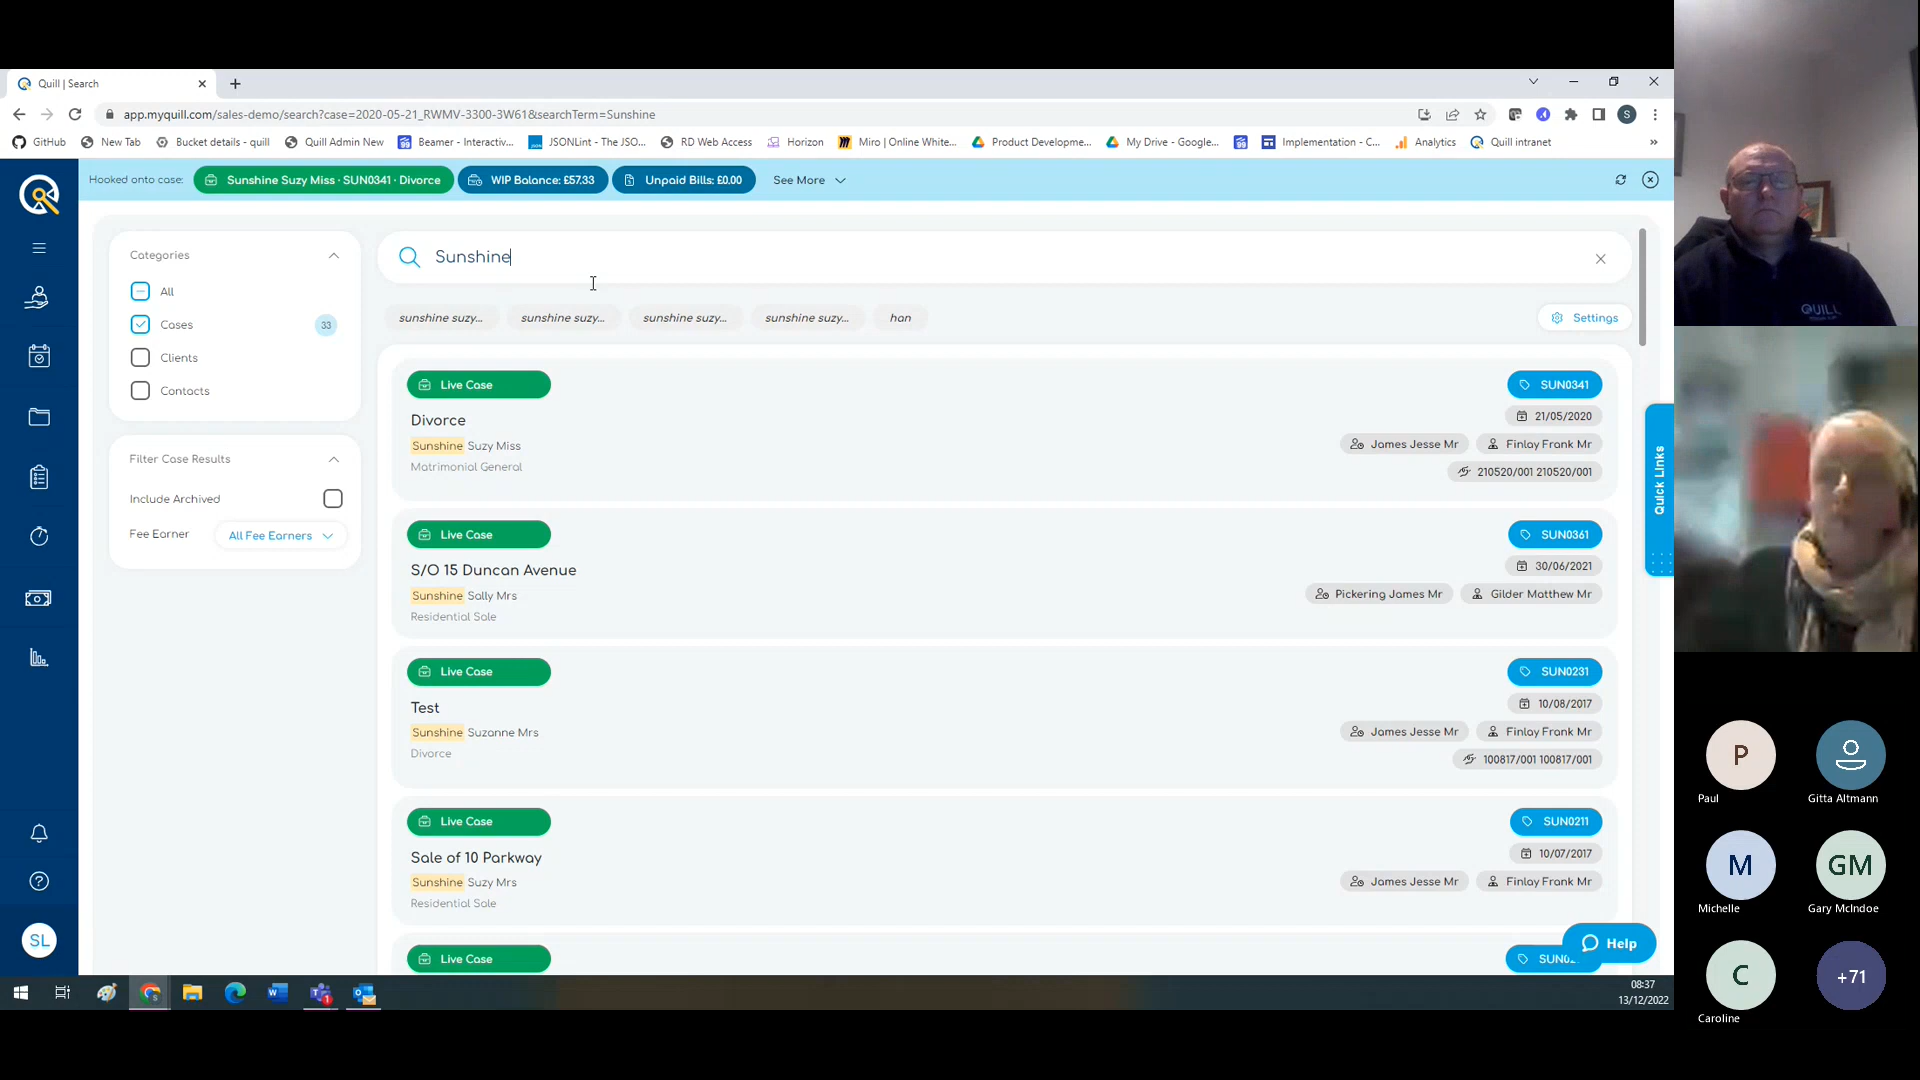 Quill | Search
app.myquill.com/sales-demo/search?case=2020-05-21_RWMV-3300-3W61&searchTerm=Sunshine
S
GitHub New Tab Bucket details - quill Quill Admin New Beamer - Interactiv... JSONLint - The JSO... RD Web Access Horizon Miro | Online White... Product Developme... My Drive - Google... Implementation - C... Analytics Quill intranet »
Hooked onto case: Sunshine Suzy Miss · SUN0341 · Divorce WIP Balance: £57.33 Unpaid Bills: £0.00 See More
Categories
All
Cases 33
Clients
Contacts
Filter Case Results
Include Archived
Fee Earner All Fee Earners
Sunshine
sunshine suzy... sunshine suzy... sunshine suzy... sunshine suzy... han Settings
Live Case SUN0341
Divorce 21/05/2020
Sunshine Suzy Miss James Jesse Mr Finlay Frank Mr
Matrimonial General 210520/001 210520/001
Live Case SUN0361
S/O 15 Duncan Avenue 30/06/2021
Sunshine Sally Mrs Pickering James Mr Gilder Matthew Mr
Residential Sale
Live Case SUN0231
Test 10/08/2017
Sunshine Suzanne Mrs James Jesse Mr Finlay Frank Mr
Divorce 100817/001 100817/001
Live Case SUN0211
Sale of 10 Parkway 10/07/2017
Sunshine Suzy Mrs James Jesse Mr Finlay Frank Mr
Residential Sale
Live Case
Help
Quick Links
SL
08:37
13/12/2022
QUILL
P
Paul
Gitta Altmann
M
Michelle
GM
Gary McIndoe
C
Caroline
+71